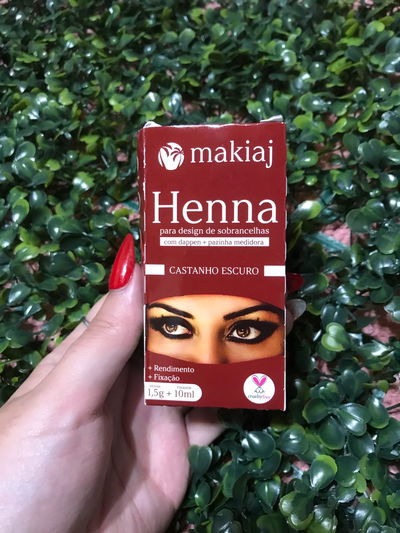 makiaj
Henna
para design de sobrancelhas
com dappen + pazinha medidora
CASTANHO ESCURO
+ Rendimento
+ Fixação
1,5g + 10ml